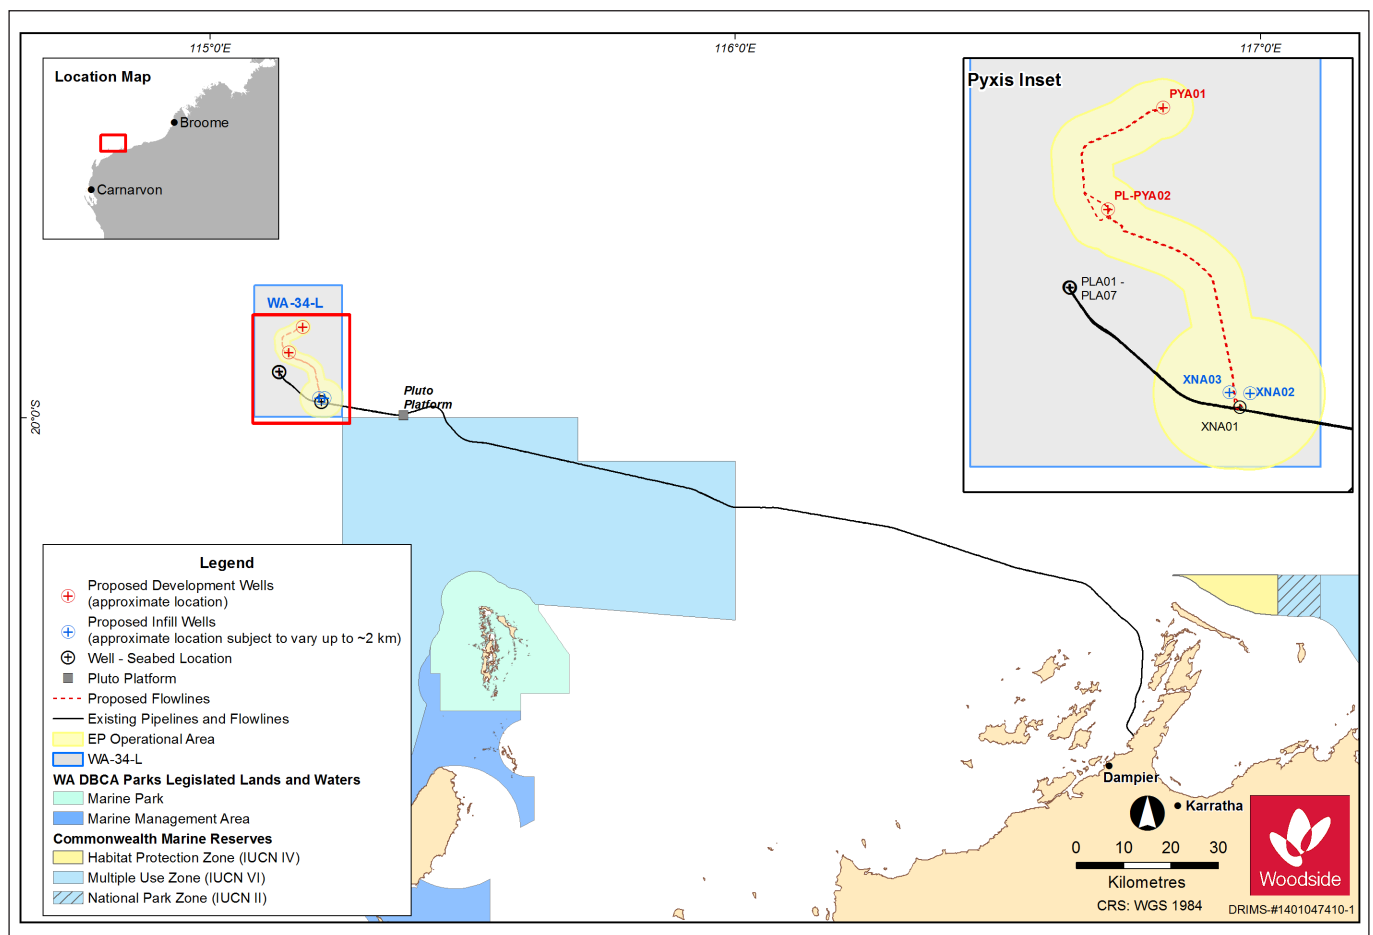 115°0'E
116°0'E
117°0'E
20°0'S
Location Map
Broome
Carnarvon
WA-34-L
Pluto
Platform
Pyxis Inset
PYA01
PL-PYA02
PLA01 -
PLA07
XNA03
XNA02
XNA01
Legend
Proposed Development Wells
(approximate location)
Proposed Infill Wells
(approximate location subject to vary up to ~2 km)
Well - Seabed Location
Pluto Platform
Proposed Flowlines
Existing Pipelines and Flowlines
EP Operational Area
WA-34-L
WA DBCA Parks Legislated Lands and Waters
Marine Park
Marine Management Area
Commonwealth Marine Reserves
Habitat Protection Zone (IUCN IV)
Multiple Use Zone (IUCN VI)
National Park Zone (IUCN II)
Dampier
Karratha
0 10 20 30
Kilometres
CRS: WGS 1984
Woodside
DRIMS-#1401047410-1